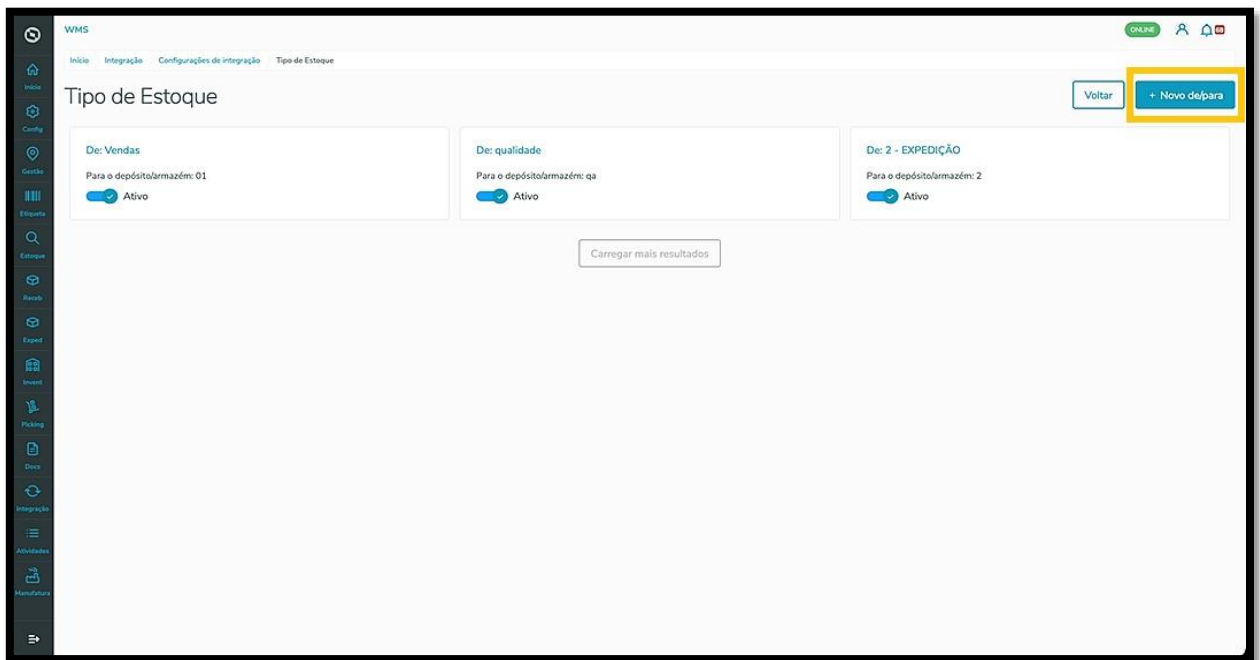 WMS
ONLINE
68
Início Integração Configurações de integração Tipo de Estoque
Tipo de Estoque
Voltar
+ Novo de/para
De: Vendas
Para o depósito/armazém: 01
Ativo
De: qualidade
Para o depósito/armazém: qa
Ativo
De: 2 - EXPEDIÇÃO
Para o depósito/armazém: 2
Ativo
Carregar mais resultados
Início
Config
Gestão
Etiqueta
Estoque
Receb
Exped
Invent
Picking
Docs
Integração
Atividades
Manufatura